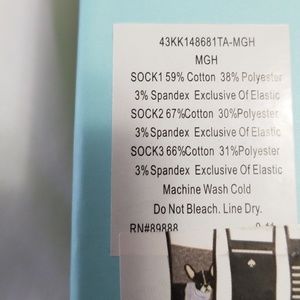 43KK148681TA-MGH
MGH
SOCK1 59% Cotton 38% Polyester
3% Spandex Exclusive Of Elastic
SOCK2 67%Cotton 30%Polyester
3%Spandex Exclusive Of Elastic
SOCK3 66%Cotton 31%Polyester
3%Spandex Exclusive Of Elastic
Machine Wash Cold
Do Not Bleach. Line Dry.
RN#89888